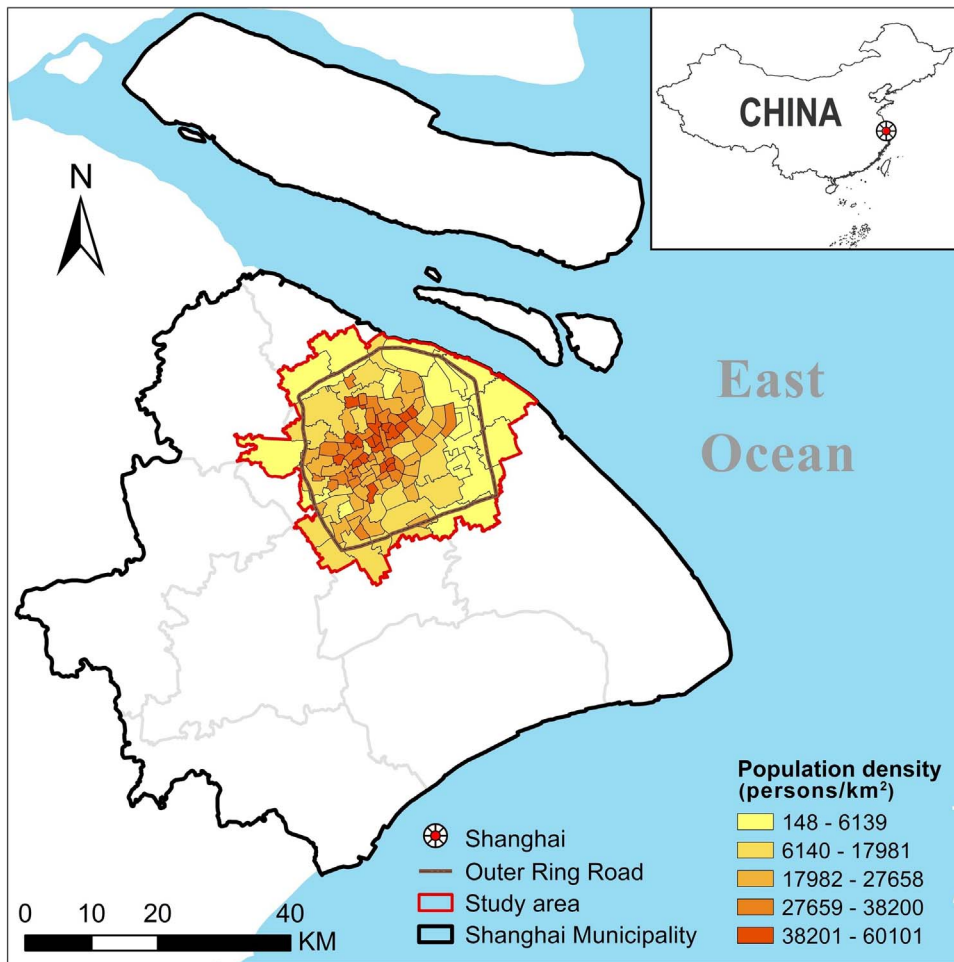 CHINA
N
East
Ocean
Population density
(persons/km²)
148 - 6139
6140 - 17981
17982 - 27658
27659 - 38200
38201 - 60101
Shanghai
Outer Ring Road
Study area
Shanghai Municipality
0 10 20 40
KM